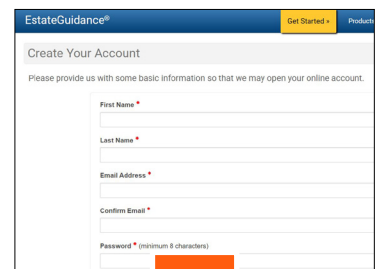 EstateGuidance®
Get Started »
Products
Create Your Account
Please provide us with some basic information so that we may open your online account.
First Name *
Last Name *
Email Address *
Confirm Email *
Password * (minimum 8 characters)